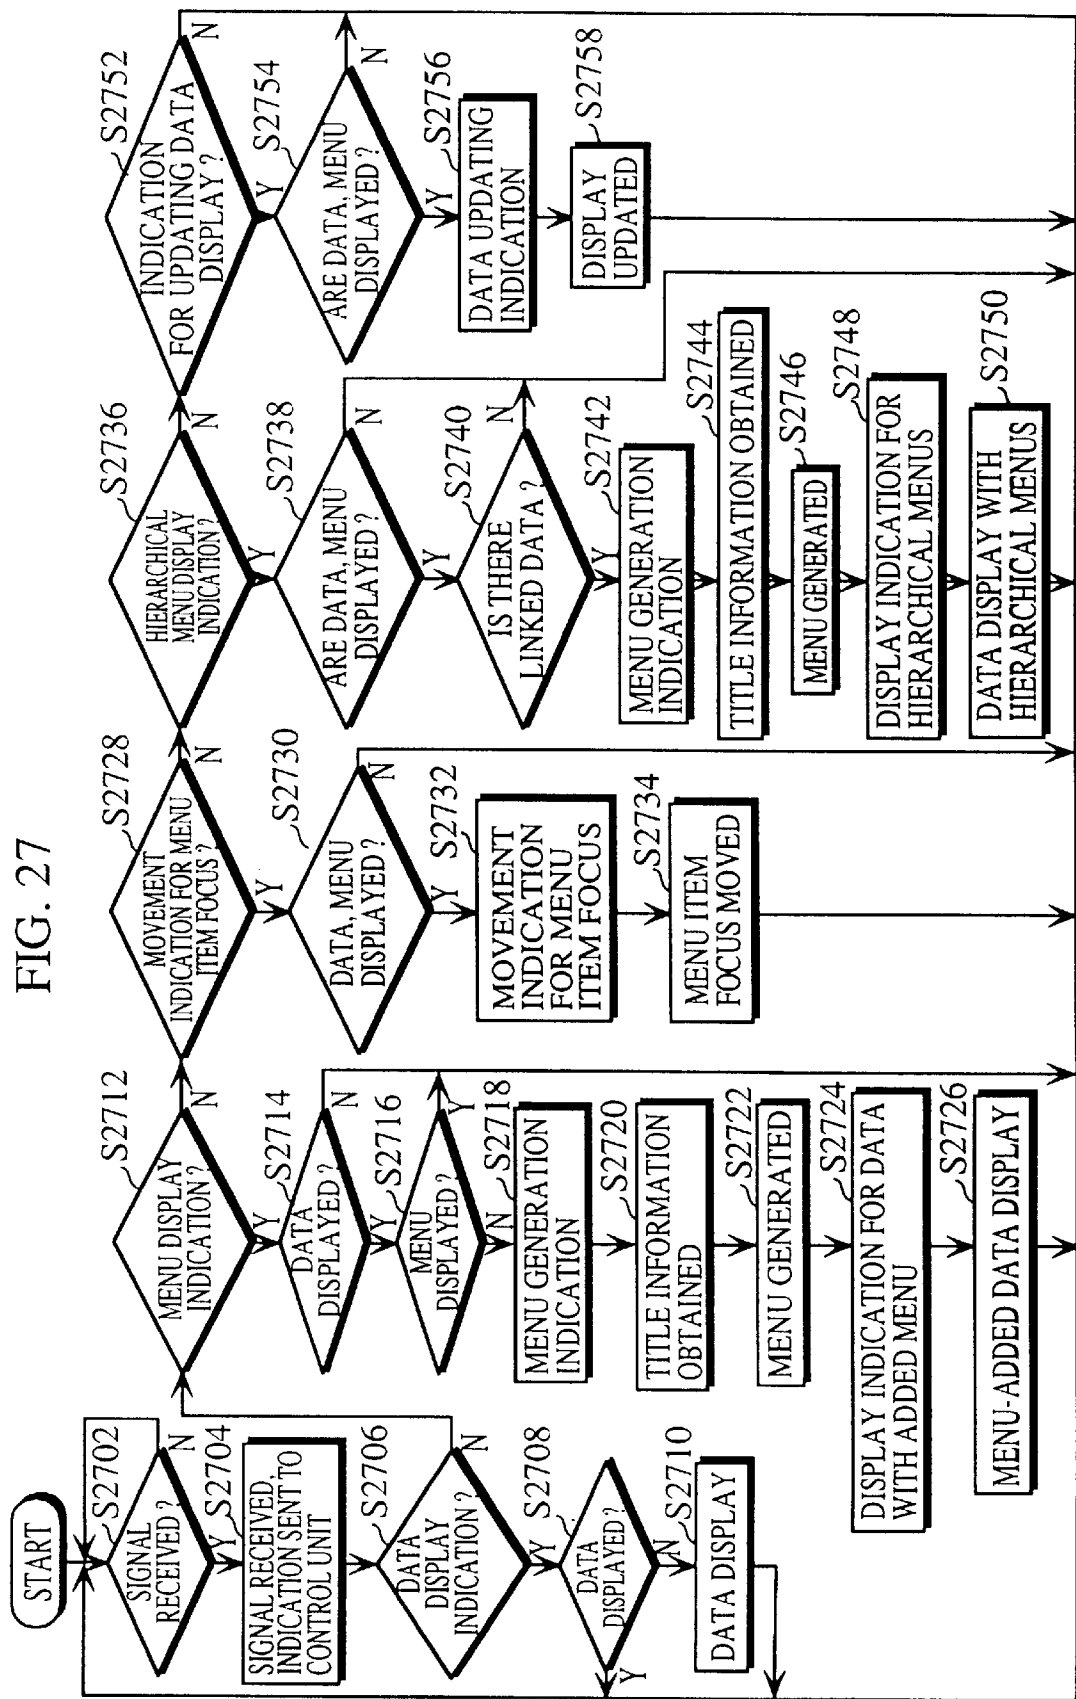 FIG. 27
START
S2702
SIGNAL
RECEIVED ?
N
Y
S2704
SIGNAL RECEIVED,
INDICATION SENT TO
CONTROL UNIT
S2706
DATA
DISPLAY
INDICATION ?
N
Y
S2708
DATA
DISPLAYED ?
Y
N
S2710
DATA DISPLAY
S2712
MENU DISPLAY
INDICATION ?
N
Y
S2714
DATA
DISPLAYED ?
N
Y
S2716
MENU
DISPLAYED ?
Y
N
S2718
MENU GENERATION
INDICATION
S2720
TITLE INFORMATION
OBTAINED
S2722
MENU GENERATED
S2724
DISPLAY INDICATION FOR DATA
WITH ADDED MENU
S2726
MENU-ADDED DATA DISPLAY
S2728
MOVEMENT
INDICATION FOR MENU
ITEM FOCUS ?
N
Y
S2730
DATA, MENU
DISPLAYED ?
N
Y
S2732
MOVEMENT
INDICATION
FOR MENU
ITEM FOCUS
S2734
MENU ITEM
FOCUS MOVED
S2736
HIERARCHICAL
MENU DISPLAY
INDICATION?
N
Y
S2738
ARE DATA, MENU
DISPLAYED ?
N
Y
S2740
IS THERE
LINKED DATA ?
N
Y
S2742
MENU GENERATION
INDICATION
S2744
TITLE INFORMATION OBTAINED
S2746
MENU GENERATED
S2748
DISPLAY INDICATION FOR
HIERARCHICAL MENUS
S2750
DATA DISPLAY WITH
HIERARCHICAL MENUS
S2752
INDICATION
FOR UPDATING DATA
DISPLAY ?
N
Y
S2754
ARE DATA, MENU
DISPLAYED ?
N
Y
S2756
DATA UPDATING
INDICATION
S2758
DISPLAY
UPDATED